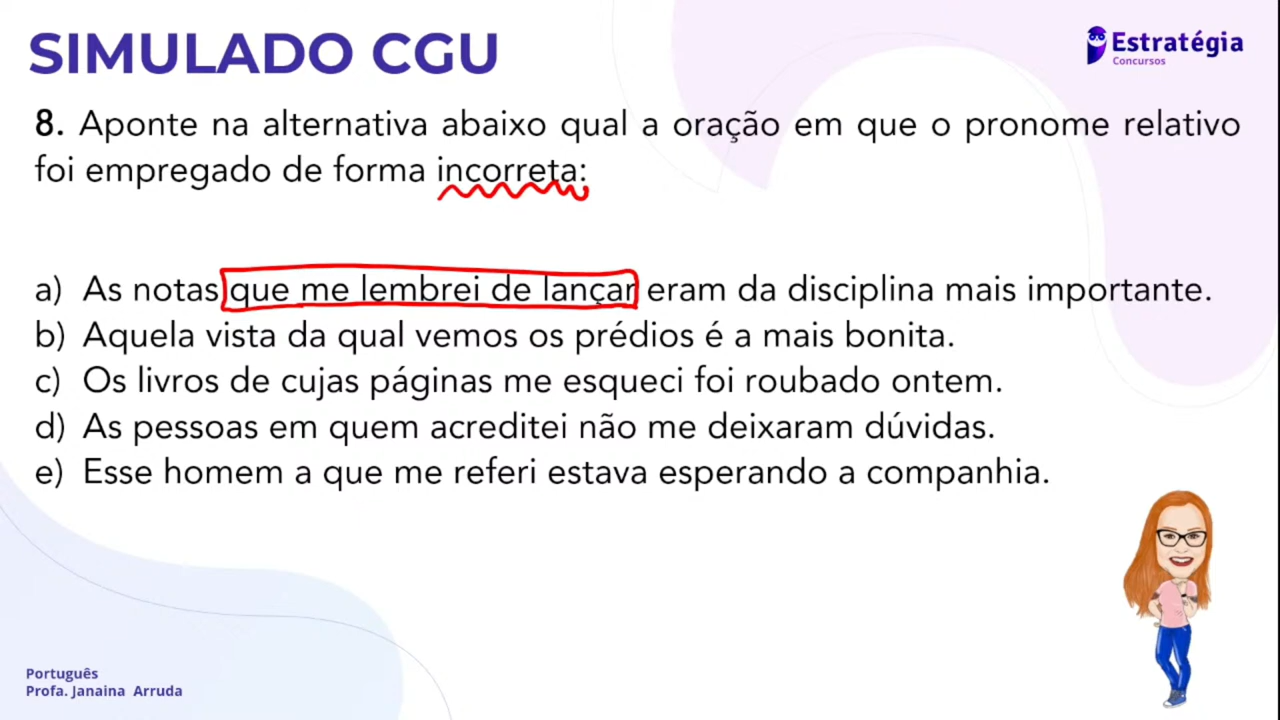 SIMULADO CGU
Estratégia
Concursos
8. Aponte na alternativa abaixo qual a oração em que o pronome relativo
foi empregado de forma incorreta:
a) As notas que me lembrei de lançar eram da disciplina mais importante.
b) Aquela vista da qual vemos os prédios é a mais bonita.
c) Os livros de cujas páginas me esqueci foi roubado ontem.
d) As pessoas em quem acreditei não me deixaram dúvidas.
e) Esse homem a que me referi estava esperando a companhia.
Português
Profa. Janaina Arruda